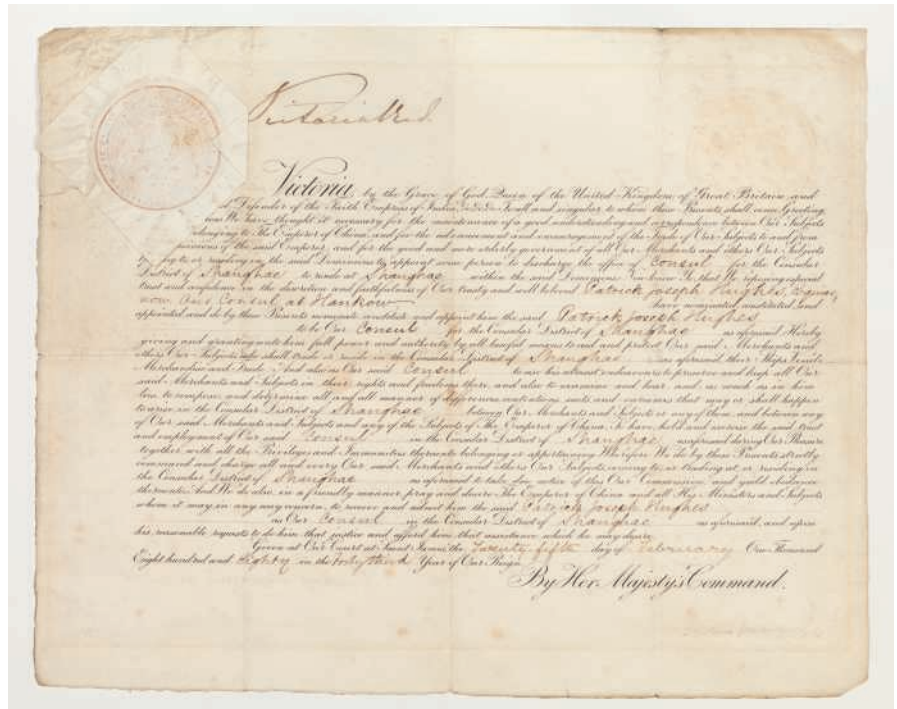 Victoria R & I
Victoria, by the Grace of God, Queen of the United Kingdom of Great Britain and
Defender of the Faith, Empress of India, &c. &c. &c. To all and singular to whom these Presents shall come, Greeting,
We have thought it necessary for the maintenance of a good understanding and between Our Subjects
belonging to The Emperor of China, and for the advancement and encouragement of the Trade of Our Subjects to and from
of the said Emperor, and for the good and more orderly government of all Our Merchants and others Our Subjects
to or residing in the said Dominions to appoint some person to discharge the office of Consul for the Consular
District of Shanghae to reside at Shanghae within the said Dominions that We reposing especial
trust and confidence in the discretion and faithfulness of Our trusty and well beloved Patrick Joseph Hughes, Esquire,
now Our Consul at Hankow have nominated, constituted and
appointed and do by these Presents nominate constitute and appoint him the said Patrick Joseph Hughes
to be Our Consul for the Consular District of Shanghae as aforesaid. Hereby
giving and granting unto him full power and authority by all lawful means to aid and protect Our said Merchants and
others Our Subjects who shall trade or reside in the Consular District of Shanghae as aforesaid their Ships
Merchandize and Trade. And also as Our said Consul to use his utmost endeavours to preserve and keep all Our
said Merchants and Subjects in their rights and freedoms there, and also to examine and hear, and as much as in him
lies, to compose and determine all and all manner of differences contentions suits and variances that may or shall happen
to arise in the Consular District of Shanghae between Our Merchants and Subjects or any of them, and between any
of Our said Merchants and Subjects and any of the Subjects of The Emperor of China. To have, hold and exercise the said trust
and employment of Our said Consul in the Consular District of Shanghae as aforesaid during Our Pleasure
together with all the Privileges and Immunities thereunto belonging or appertaining. Wherefore We do by these Presents strictly
command and charge all and every Our said Merchants and others Our Subjects coming to, or trading at, or residing in
the Consular District of Shanghae as aforesaid to take due notice of this Our Commission and yield obedience
thereunto. And We do also in a friendly manner, pray and desire The Emperor of China and all His Ministers and Subjects
whom it may in any way concern, to receive and admit him the said Patrick Joseph Hughes
as Our Consul in the Consular District of Shanghae as aforesaid, and upon
his reasonable requests to do him that justice and afford him that assistance which he may desire.
Given at Our Court at Saint James's the Twenty fifth day of February One Thousand
Eight hundred and Eighty in the Forty third Year of Our Reign.
By Her Majesty's Command.